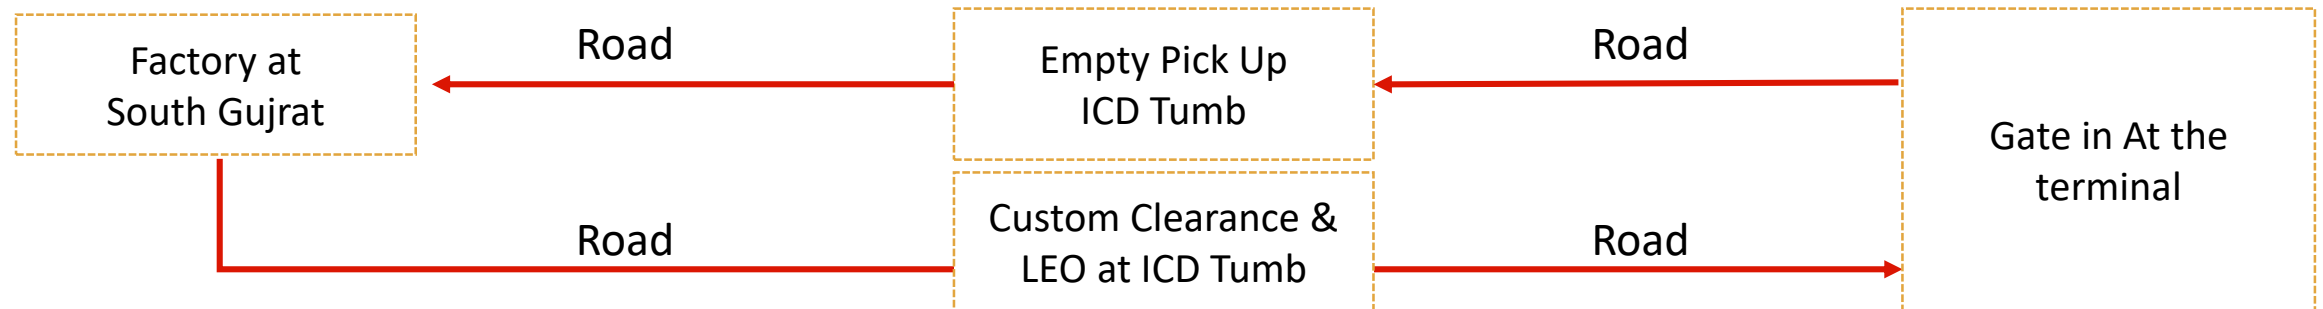 Factory at
South Gujrat
Road
Empty Pick Up
ICD Tumb
Road
Gate in At the
terminal
Road
Custom Clearance &
LEO at ICD Tumb
Road